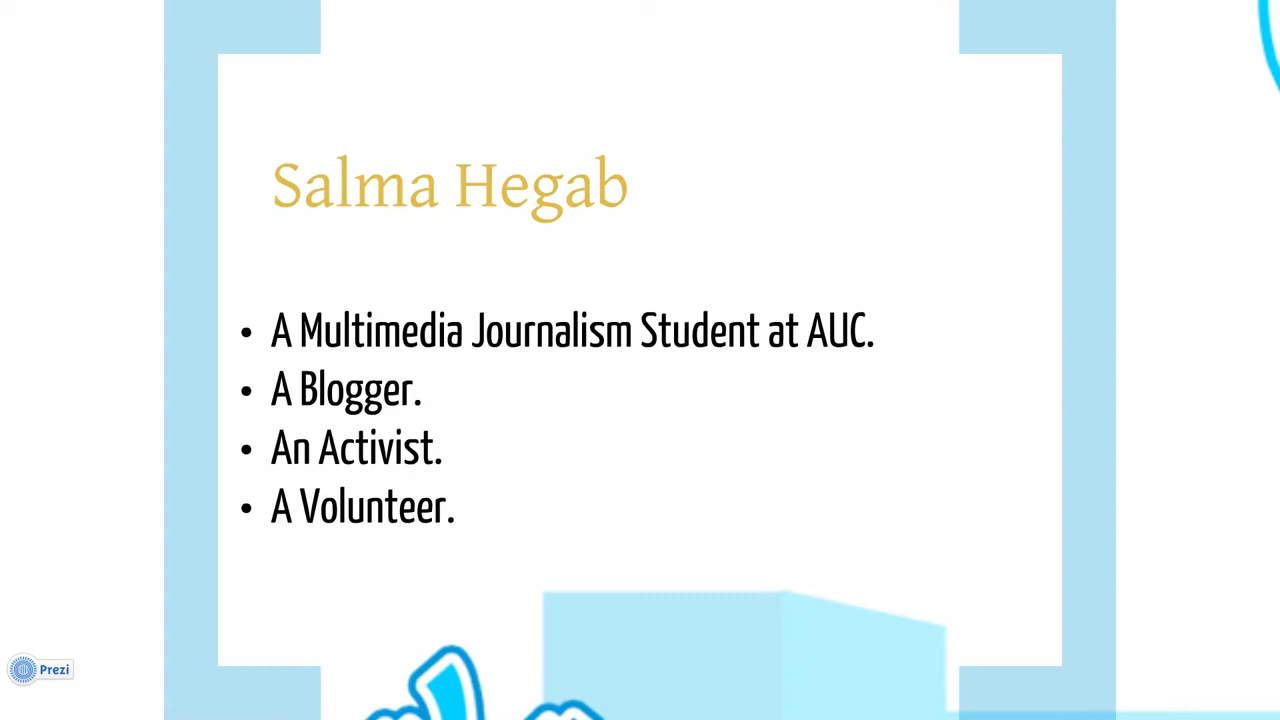 Salma Hegab
• A Multimedia Journalism Student at AUC.
• A Blogger.
• An Activist.
• A Volunteer.
Prezi